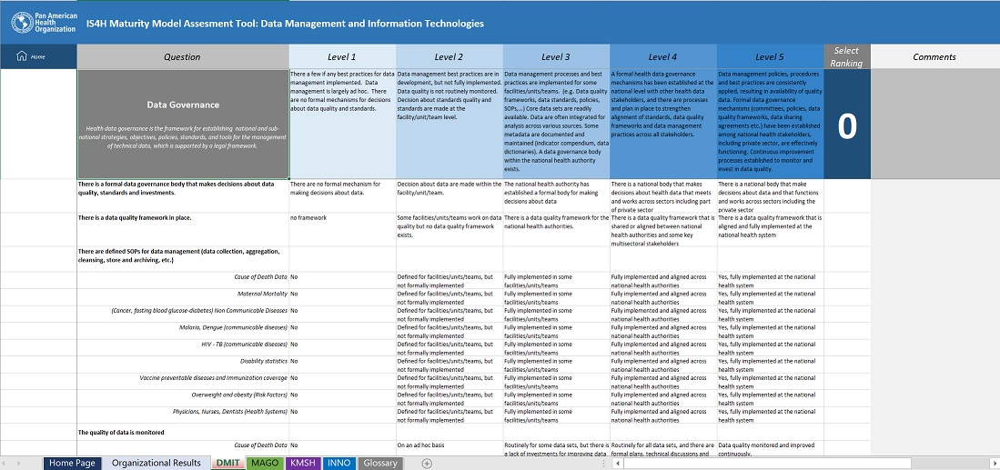 Pan American
Health
Organization
IS4H Maturity Model Assesment Tool: Data Management and Information Technologies
Home
Question
Level 1
Level 2
Level 3
Level 4
Level 5
Select
Ranking
Comments
Data Governance
Health data governance is the framework for establishing national and sub-
national strategies, objectives, policies, standards, and tools for the management
of technical data, which is supported by a legal framework.
There a few if any best practices for data
management implemented. Data
management is largely ad hoc. There
are no formal mechanisms for decisions
about data quality and standards.
Data management best practices are in
development, but not fully implemented.
Data quality is not routinely monitored.
Decision about standards quality and
standards are made at the
facility/unit/team level.
Data management processes and best
practices are implemented for some
facilities/units/teams. (e.g. Data quality
frameworks, data standards, policies,
SOPs,...) Core data sets are readily
available. Data are often integrated for
analysis across various sources. Some
metadata are documented and
maintained (indicator compendium, data
dictionaries). A data governance body
within the national health authority
exists.
A formal health data governance
mechanisms has been established at the
national level with other health data
stakeholders, and there are processes
and plan in place to strengthen
alignment of standards, data quality
frameworks and data management
practices across all stakeholders.
Data management policies, procedures
and best practices are consistently
applied, resulting in availability of quality
data. Formal data governance
mechanisms (committees, policies, data
quality frameworks, data sharing
agreements etc.) have been established
among national health stakeholders,
including private sector, are effectively
functioning. Continuous improvement
processes established to monitor and
invest in data quality.
0
There is a formal data governance body that makes decisions about data
quality, standards and investments.
There are no formal mechanism for
making decisions about data.
Decision about data are made within the
facility/unit/team.
The national health authority has
established a formal body for making
decisions about data
There is a national body that makes
decisions about health data that meets
and works across sectors including part
of private sector
There is a national body that make
decisions about data and that functions
and works across sectors including the
private sector
There is a data quality framework in place.
no framework
Some facilities/units/teams work on data
quality but no data quality framework
exists.
There is a data quality framework for the
national health authorities.
There is a data quality framework that is
shared or aligned between national
health authorities and some key
multisectoral stakeholders
There is a data quality framework that is
aligned and fully implemented at the
national health system
There are defined SOPs for data management (data collection, aggregation,
cleansing, store and archiving, etc.)
Cause of Death Data
No
Defined for facilities/units/teams, but
not formally implemented
Fully implemented in some
facilities/units/teams
Fully implemented and aligned across
national health authorities
Yes, fully implemented at the national
health system
Maternal Mortality
No
Defined for facilities/units/teams, but
not formally implemented
Fully implemented in some
facilities/units/teams
Fully implemented and aligned across
national health authorities
Yes, fully implemented at the national
health system
(Cancer, fasting blood glucose-diabetes) Non Communicable Diseases
No
Defined for facilities/units/teams, but
not formally implemented
Fully implemented in some
facilities/units/teams
Fully implemented and aligned across
national health authorities
Yes, fully implemented at the national
health system
Malaria, Dengue (communicable diseases)
No
Defined for facilities/units/teams, but
not formally implemented
Fully implemented in some
facilities/units/teams
Fully implemented and aligned across
national health authorities
Yes, fully implemented at the national
health system
HIV - TB (communicable diseases)
No
Defined for facilities/units/teams, but
not formally implemented
Fully implemented in some
facilities/units/teams
Fully implemented and aligned across
national health authorities
Yes, fully implemented at the national
health system
Disability statistics
No
Defined for facilities/units/teams, but
not formally implemented
Fully implemented in some
facilities/units/teams
Fully implemented and aligned across
national health authorities
Yes, fully implemented at the national
health system
Vaccine preventable diseases and Immunization coverage
No
Defined for facilities/units/teams, but
not formally implemented
Fully implemented in some
facilities/units/teams
Fully implemented and aligned across
national health authorities
Yes, fully implemented at the national
health system
Overweight and obesity (Risk Factors)
No
Defined for facilities/units/teams, but
not formally implemented
Fully implemented in some
facilities/units/teams
Fully implemented and aligned across
national health authorities
Yes, fully implemented at the national
health system
Physicians, Nurses, Dentists (Health Systems)
No
Defined for facilities/units/teams, but
not formally implemented
Fully implemented in some
facilities/units/teams
Fully implemented and aligned across
national health authorities
Yes, fully implemented at the national
health system
The quality of data is monitored
Cause of Death Data
No
On an ad hoc basis
Routinely for some data sets, but there is
a lack of investments for improving data
Routinely for all data sets, and there are
formal plans, technical discussions and
Data quality monitored and improved
continuously.
Home Page
Organizational Results
DMIT
MAGO
KMSH
INNO
Glossary